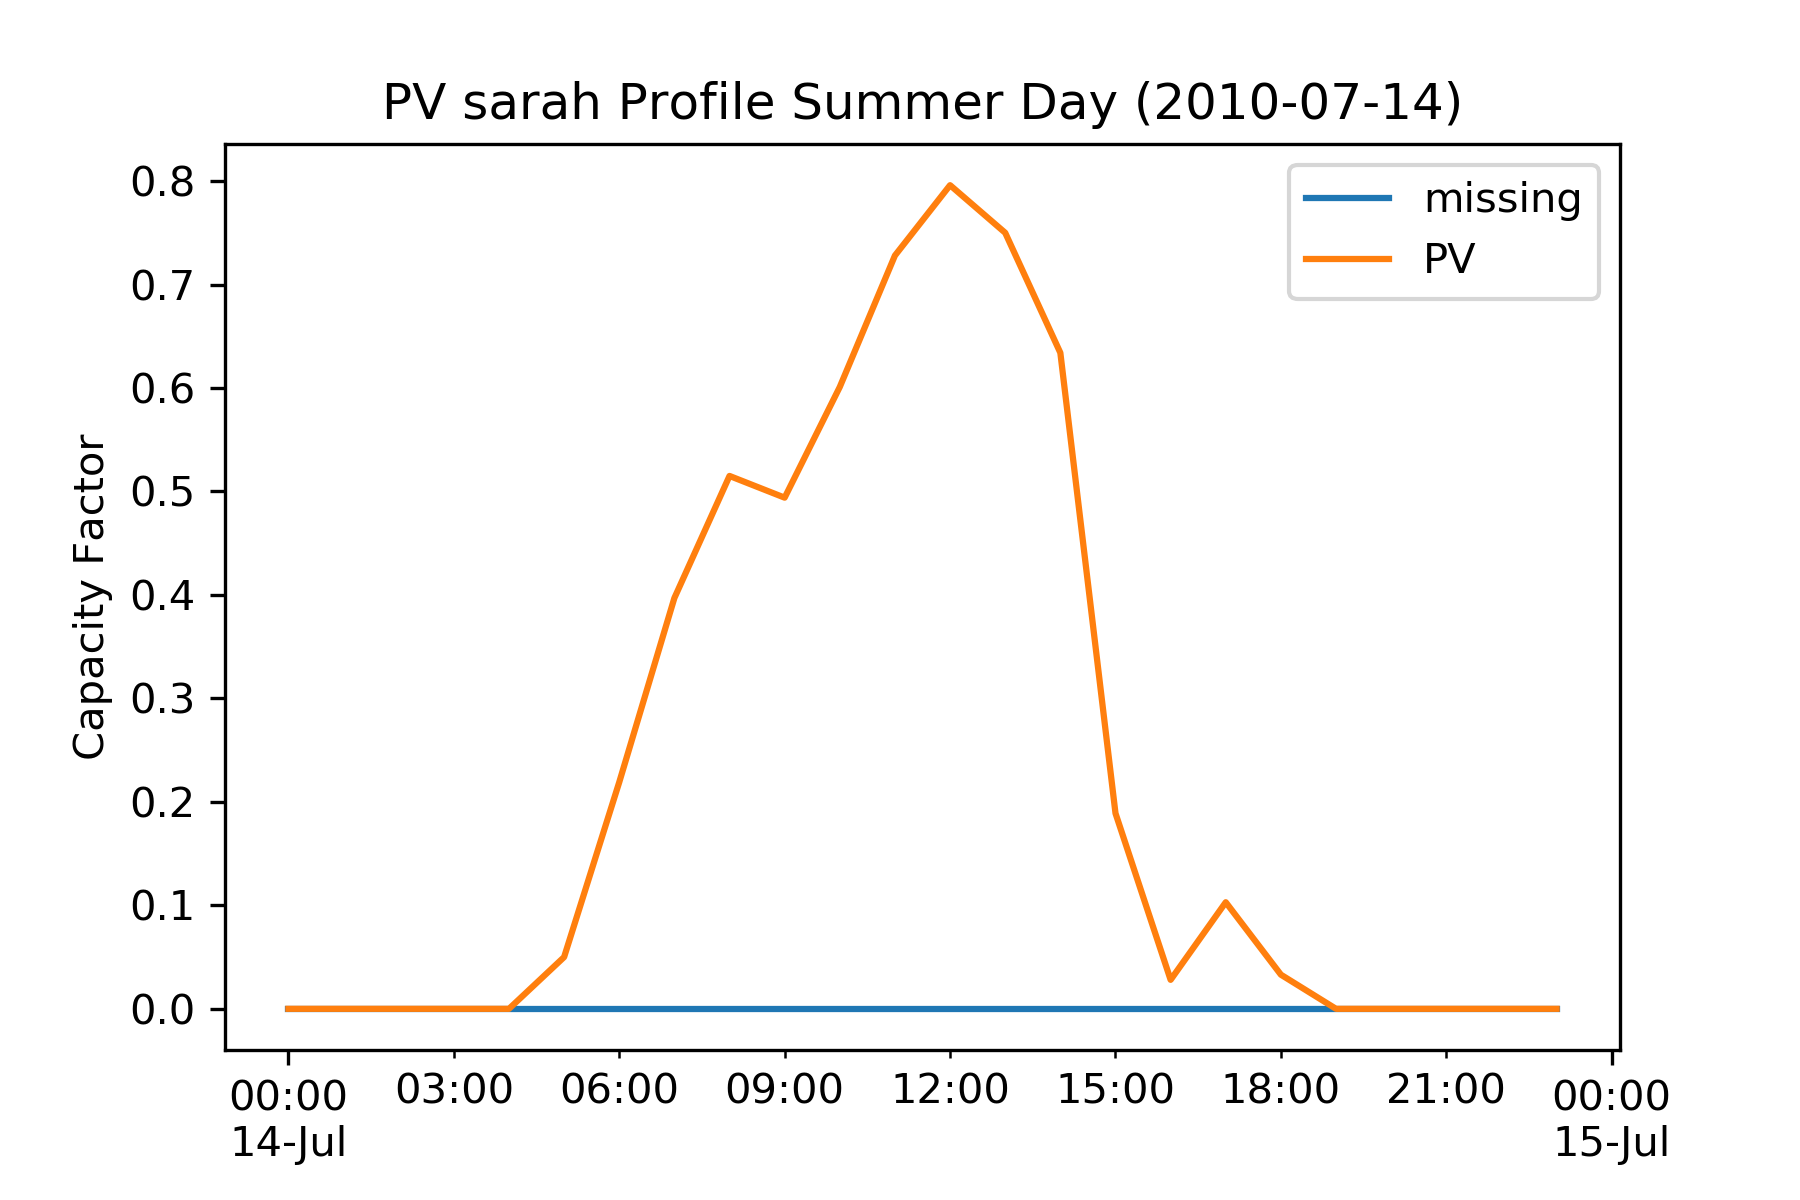 PV sarah Profile Summer Day (2010-07-14)
missing
PV
Capacity Factor
0.8
0.7
0.6
0.5
0.4
0.3
0.2
0.1
0.0
00:00 03:00 06:00 09:00 12:00 15:00 18:00 21:00 00:00
14-Jul 15-Jul